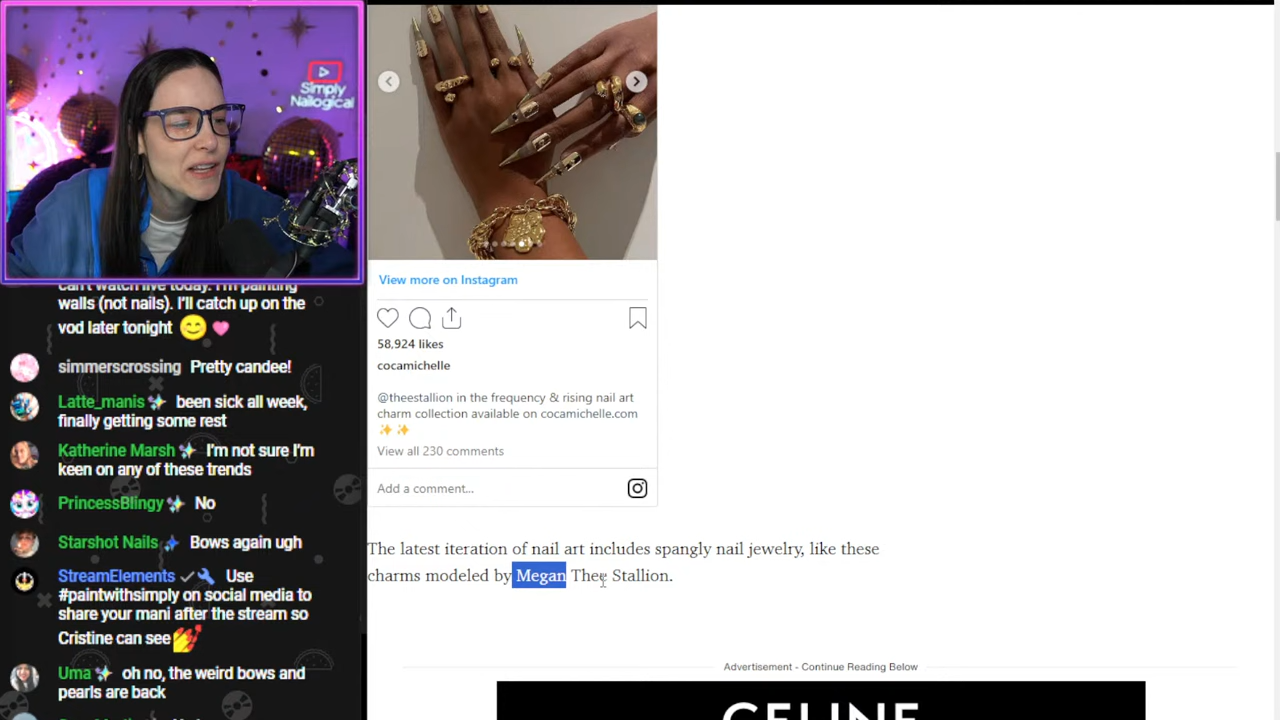 Simply
Nailogical
can't watch live today. I'm painting
walls (not nails). I'll catch up on the
vod later tonight 😊 💗
simmerscrossing Pretty candee!
Latte_manis✨ been sick all week,
finally getting some rest
Katherine Marsh✨ I'm not sure I'm
keen on any of these trends
PrincessBlingy✨ No
Starshot Nails Bows again ugh
StreamElements Use
#paintwithsimply on social media to
share your mani after the stream so
Cristine can see 💅
Uma✨ oh no, the weird bows and
pearls are back
View more on Instagram
58,924 likes
cocamichelle
@theestallion in the frequency & rising nail art
charm collection available on cocamichelle.com
✨ ✨
View all 230 comments
Add a comment...
The latest iteration of nail art includes spangly nail jewelry, like these
charms modeled by Megan Thee Stallion.
Advertisement - Continue Reading Below
CELINE